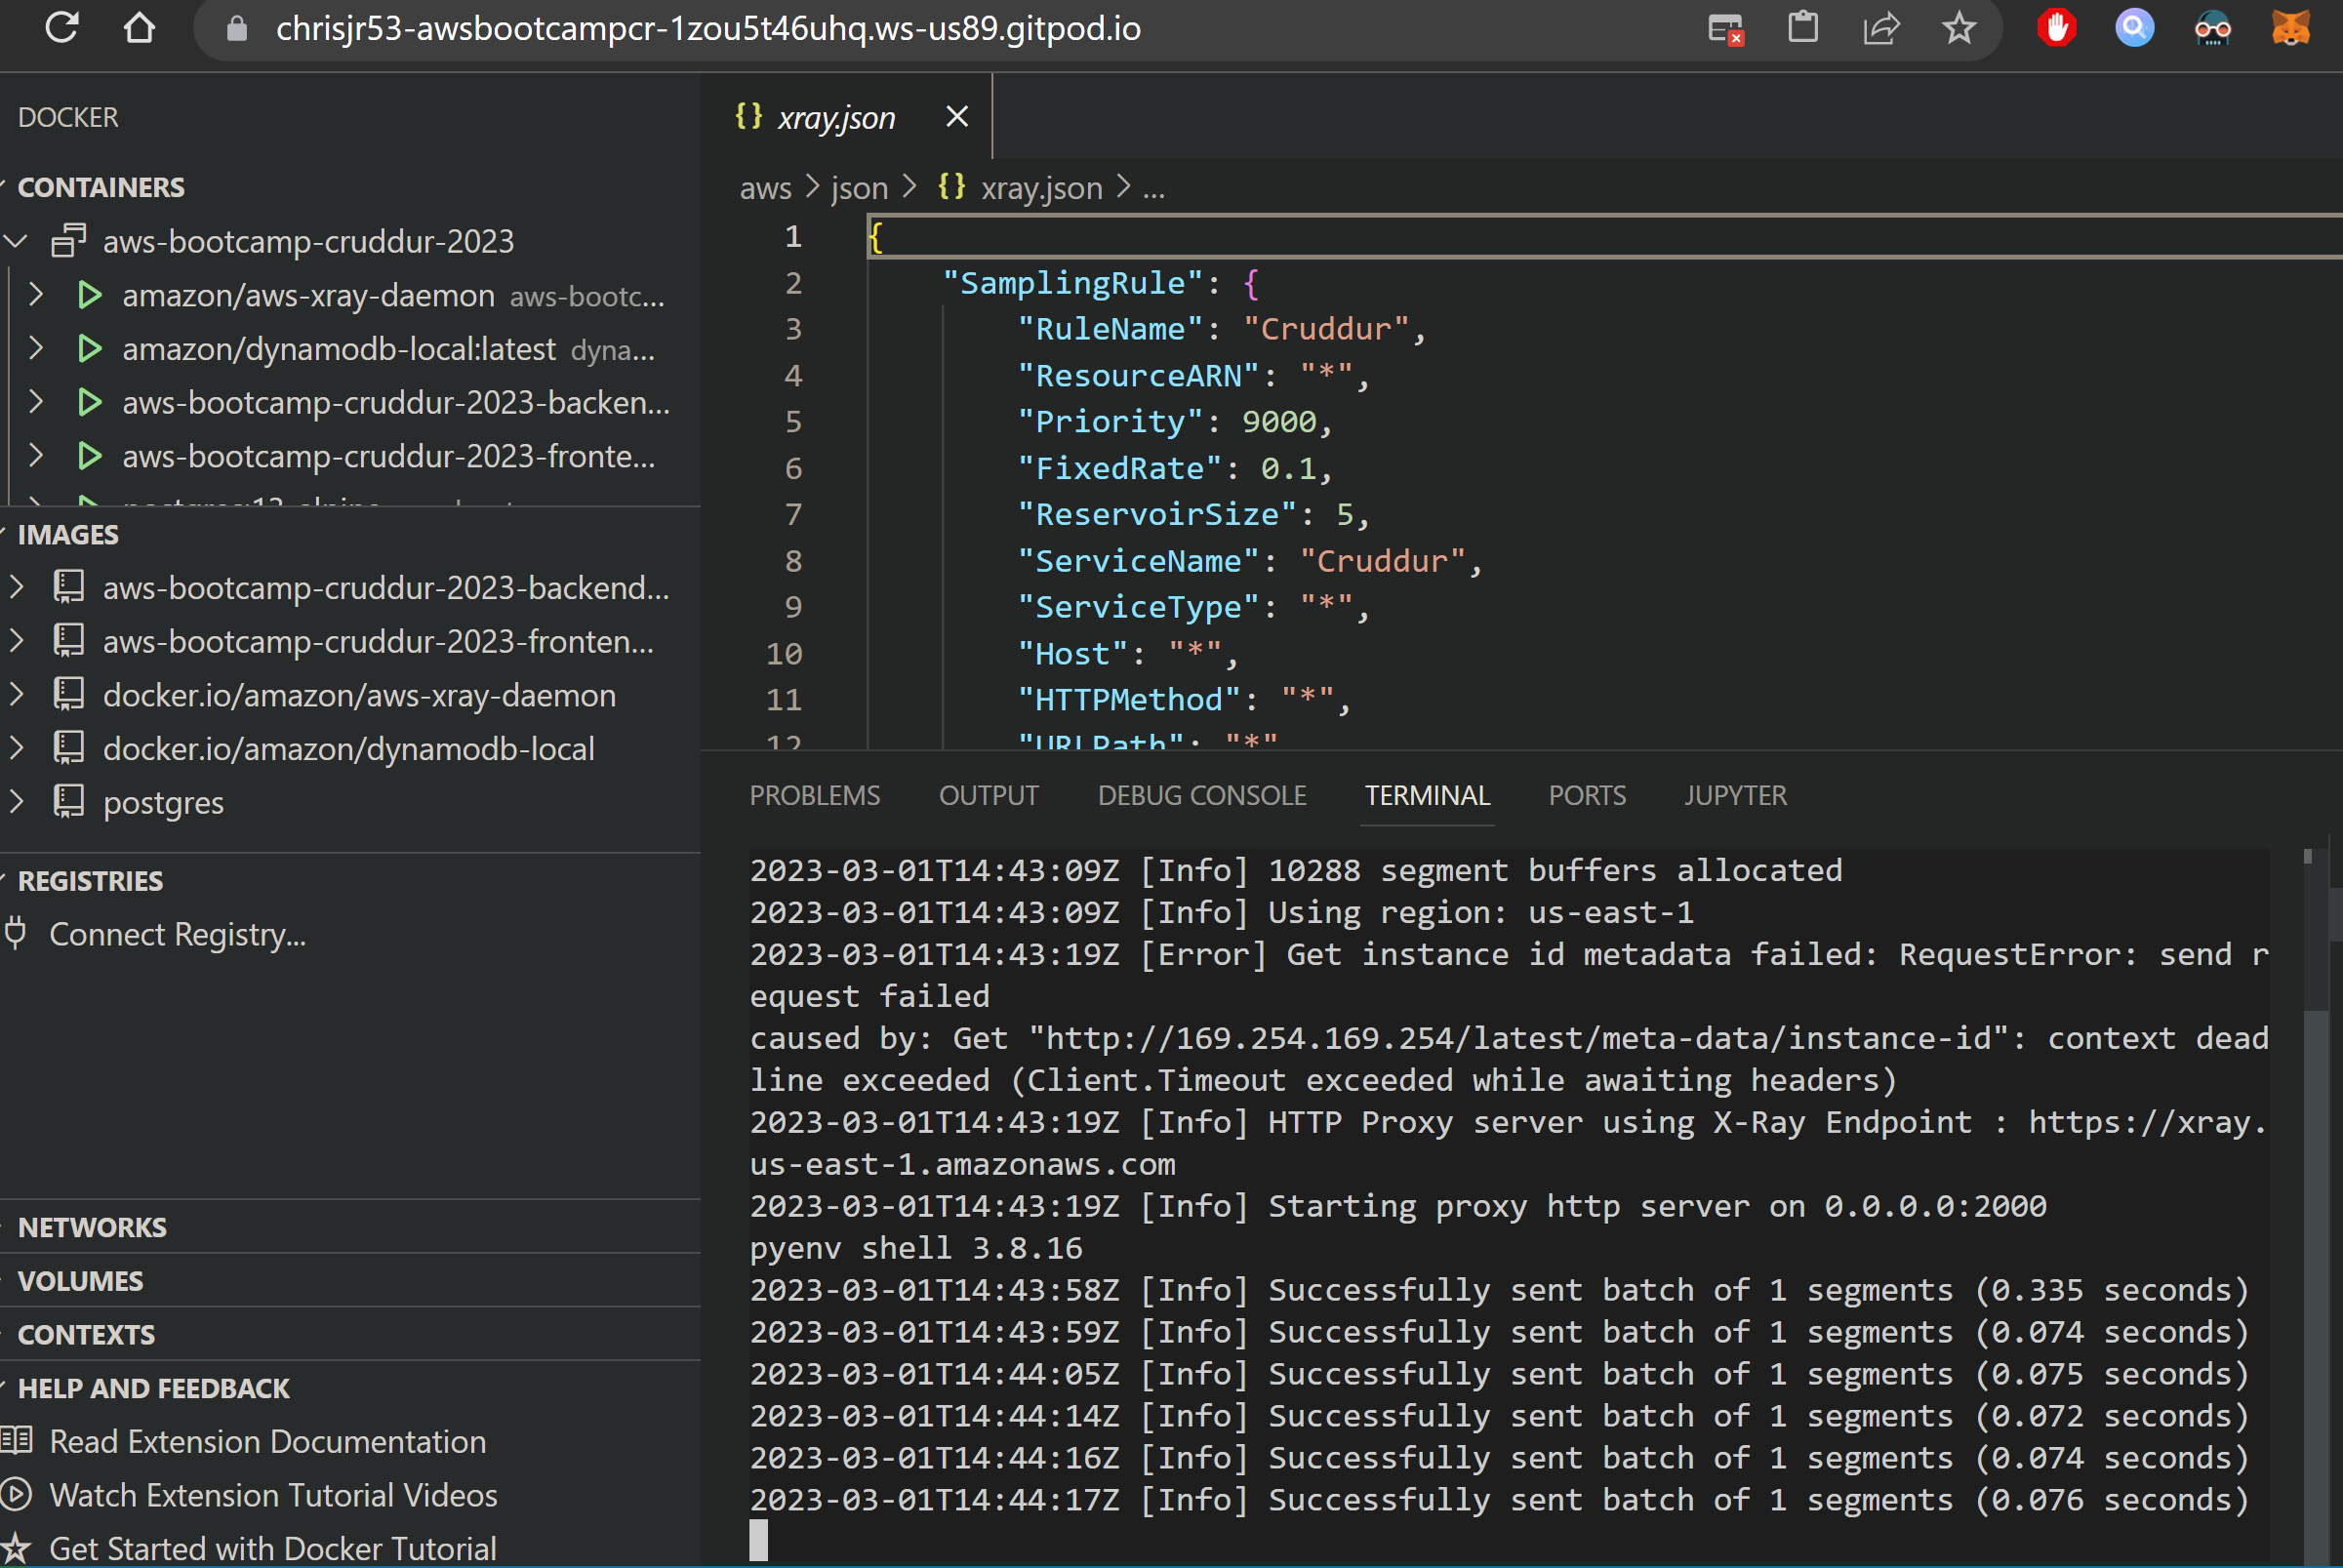 chrisjr53-awsbootcampcr-1zou5t46uhq.ws-us89.gitpod.io
DOCKER
CONTAINERS
aws-bootcamp-cruddur-2023
amazon/aws-xray-daemon aws-bootc...
amazon/dynamodb-local:latest dyna...
aws-bootcamp-cruddur-2023-backen...
aws-bootcamp-cruddur-2023-fronte...
IMAGES
aws-bootcamp-cruddur-2023-backend...
aws-bootcamp-cruddur-2023-fronten...
docker.io/amazon/aws-xray-daemon
docker.io/amazon/dynamodb-local
postgres
REGISTRIES
Connect Registry...
NETWORKS
VOLUMES
CONTEXTS
HELP AND FEEDBACK
Read Extension Documentation
Watch Extension Tutorial Videos
Get Started with Docker Tutorial
{} xray.json
aws > json > {} xray.json > ...
1 {
2 "SamplingRule": {
3 "RuleName": "Cruddur",
4 "ResourceARN": "*",
5 "Priority": 9000,
6 "FixedRate": 0.1,
7 "ReservoirSize": 5,
8 "ServiceName": "Cruddur",
9 "ServiceType": "*",
10 "Host": "*",
11 "HTTPMethod": "*",
12 "URLPath": "*"
PROBLEMS OUTPUT DEBUG CONSOLE TERMINAL PORTS JUPYTER
2023-03-01T14:43:09Z [Info] 10288 segment buffers allocated
2023-03-01T14:43:09Z [Info] Using region: us-east-1
2023-03-01T14:43:19Z [Error] Get instance id metadata failed: RequestError: send r
equest failed
caused by: Get "http://169.254.169.254/latest/meta-data/instance-id": context dead
line exceeded (Client.Timeout exceeded while awaiting headers)
2023-03-01T14:43:19Z [Info] HTTP Proxy server using X-Ray Endpoint : https://xray.
us-east-1.amazonaws.com
2023-03-01T14:43:19Z [Info] Starting proxy http server on 0.0.0.0:2000
pyenv shell 3.8.16
2023-03-01T14:43:58Z [Info] Successfully sent batch of 1 segments (0.335 seconds)
2023-03-01T14:43:59Z [Info] Successfully sent batch of 1 segments (0.074 seconds)
2023-03-01T14:44:05Z [Info] Successfully sent batch of 1 segments (0.075 seconds)
2023-03-01T14:44:14Z [Info] Successfully sent batch of 1 segments (0.072 seconds)
2023-03-01T14:44:16Z [Info] Successfully sent batch of 1 segments (0.074 seconds)
2023-03-01T14:44:17Z [Info] Successfully sent batch of 1 segments (0.076 seconds)